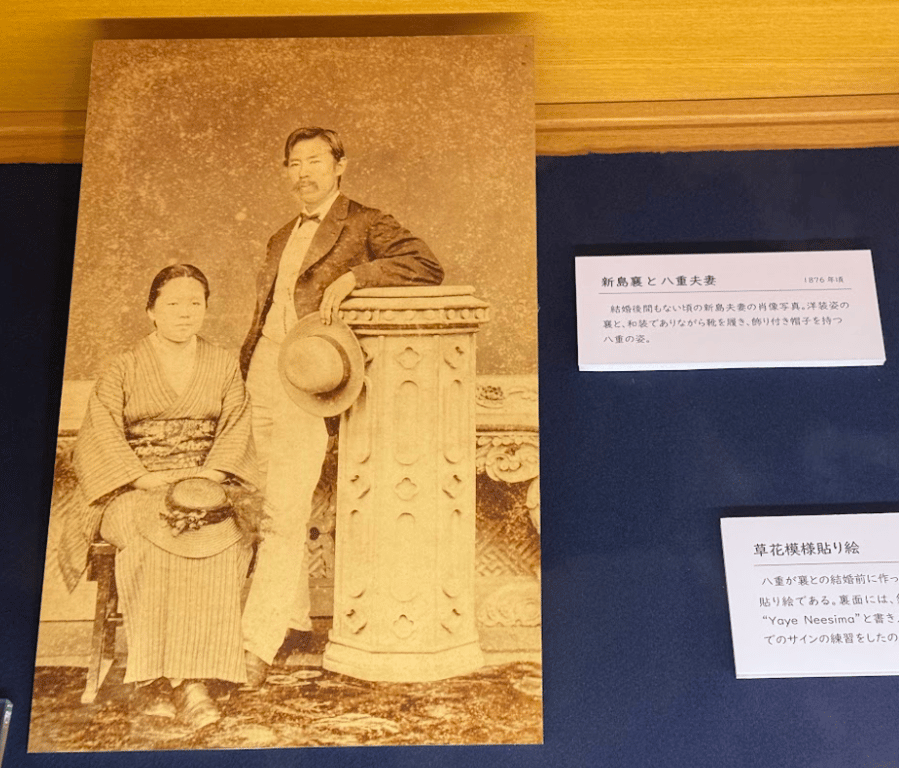 新島襄と八重夫妻
1876年頃
結婚後間もない頃の新島夫妻の肖像写真。洋装姿の
襄と、和装でありながら靴を履き、飾り付き帽子を持つ
八重の姿。
草花模様貼り絵
八重が襄との結婚前に作っ
貼り絵である。裏面には、
“Yaye Neesima”と書き、
でのサインの練習をしたの